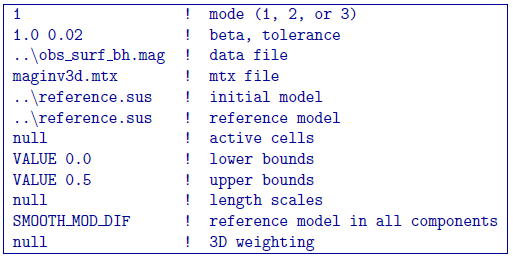 1 ! mode (1, 2, or 3)
1.0 0.02 ! beta, tolerance
..\obs_surf_bh.mag ! data file
maginv3d.mtx ! mtx file
..\reference.sus ! initial model
..\reference.sus ! reference model
null ! active cells
VALUE 0.0 ! lower bounds
VALUE 0.5 ! upper bounds
null ! length scales
SMOOTH_MOD_DIF ! reference model in all components
null ! 3D weighting